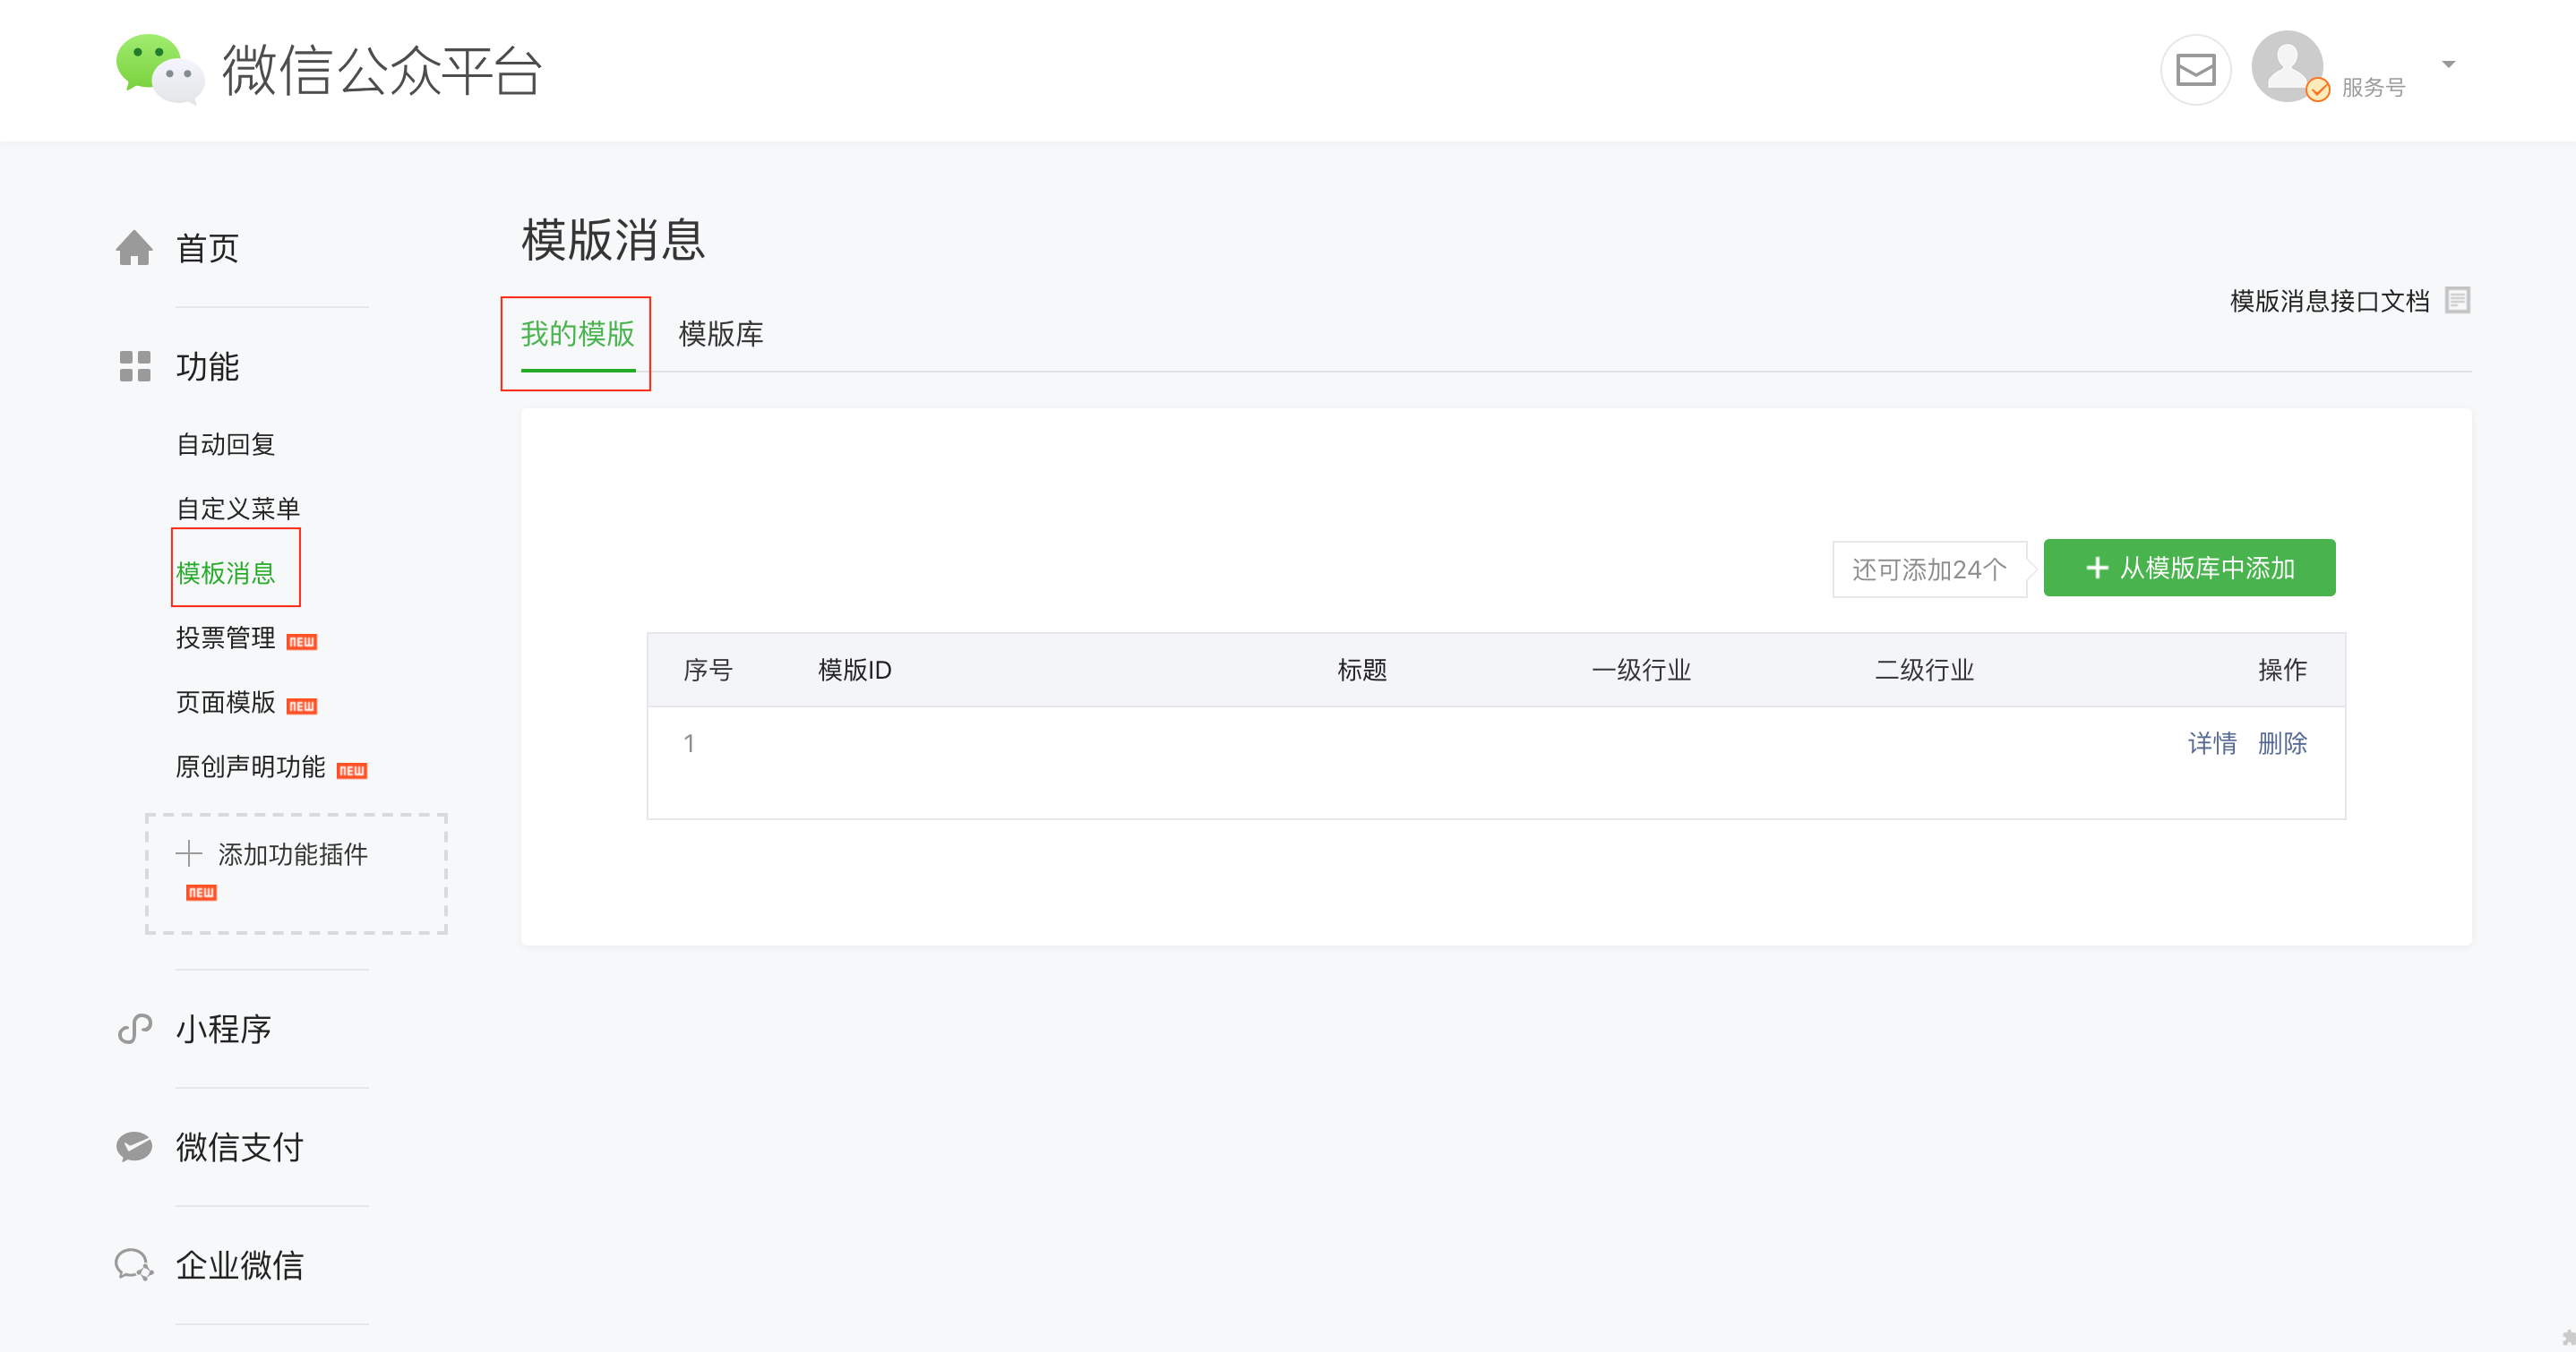 微信公众平台
服务号
首页
功能
自动回复
自定义菜单
模板消息
投票管理 NEW
页面模版 NEW
原创声明功能 NEW
添加功能插件
NEW
小程序
微信支付
企业微信
模版消息
模版消息接口文档
我的模版 模版库
还可添加24个 从模版库中添加
序号 模版ID 标题 一级行业 二级行业 操作
1 详情 删除